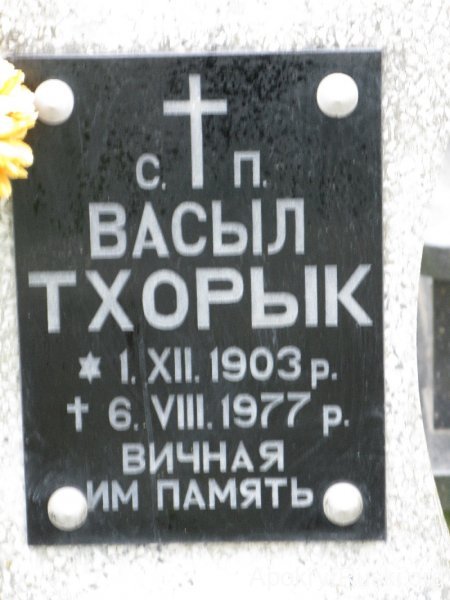 С. П.
ВАСЫЛ
ТХОРЫК
* 1. XII. 1903 р.
† 6. VIII. 1977 р.
ВИЧНАЯ
ИМ ПАМЯТЬ